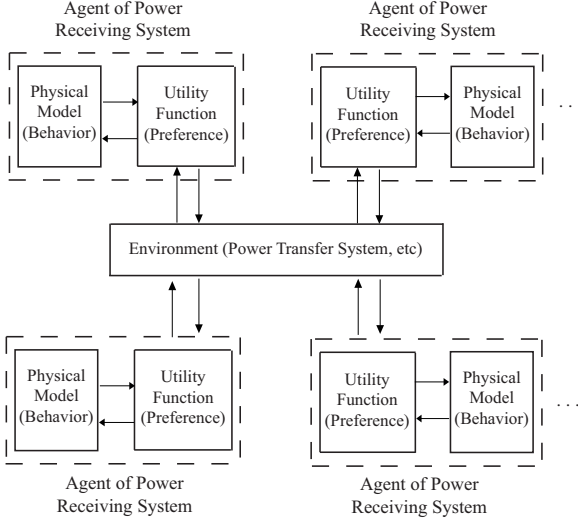 Agent of Power
Receiving System
Agent of Power
Receiving System
Physical
Model
(Behavior)
Utility
Function
(Preference)
Utility
Function
(Preference)
Physical
Model
(Behavior)
. .
Environment (Power Transfer System, etc)
Physical
Model
(Behavior)
Utility
Function
(Preference)
Utility
Function
(Preference)
Physical
Model
(Behavior)
. . .
Agent of Power
Receiving System
Agent of Power
Receiving System